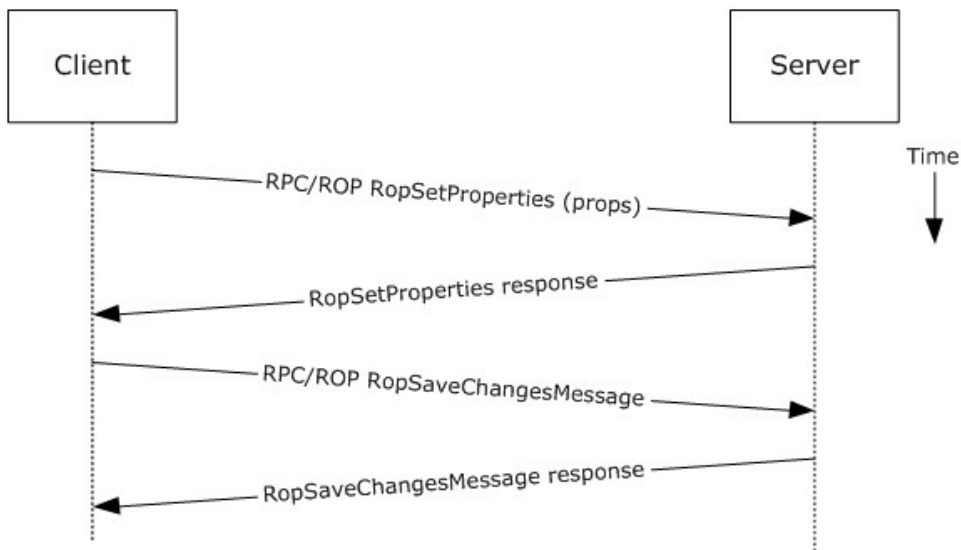 Client
Server
Time
RPC/ROP RopSetProperties (props)
RopSetProperties response
RPC/ROP RopSaveChangesMessage
RopSaveChangesMessage response